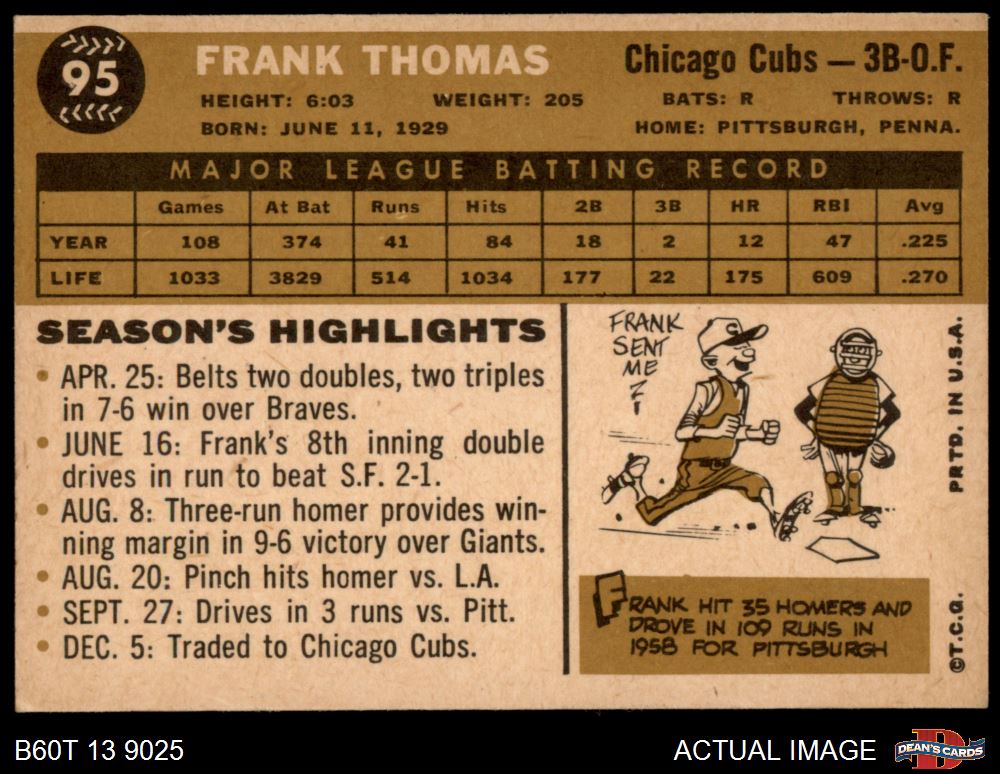 95
FRANK THOMAS
Chicago Cubs — 3B-O.F.
HEIGHT: 6:03 WEIGHT: 205 BATS: R THROWS: R
BORN: JUNE 11, 1929 HOME: PITTSBURGH, PENNA.
MAJOR LEAGUE BATTING RECORD
Games At Bat Runs Hits 2B 3B HR RBI Avg
YEAR 108 374 41 84 18 2 12 47 .225
LIFE 1033 3829 514 1034 177 22 175 609 .270
SEASON'S HIGHLIGHTS
• APR. 25: Belts two doubles, two triples
in 7-6 win over Braves.
• JUNE 16: Frank's 8th inning double
drives in run to beat S.F. 2-1.
• AUG. 8: Three-run homer provides win-
ning margin in 9-6 victory over Giants.
• AUG. 20: Pinch hits homer vs. L.A.
• SEPT. 27: Drives in 3 runs vs. Pitt.
• DEC. 5: Traded to Chicago Cubs.
FRANK
SENT
ME
!
C
FRANK HIT 35 HOMERS AND
DROVE IN 109 RUNS IN
1958 FOR PITTSBURGH
©T.C.G. PRTD. IN U.S.A.
B60T 13 9025
ACTUAL IMAGE
D
DEAN'S CARDS